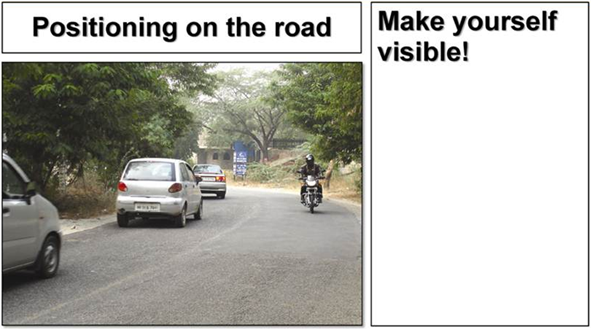 Positioning on the road
Make yourself
visible!